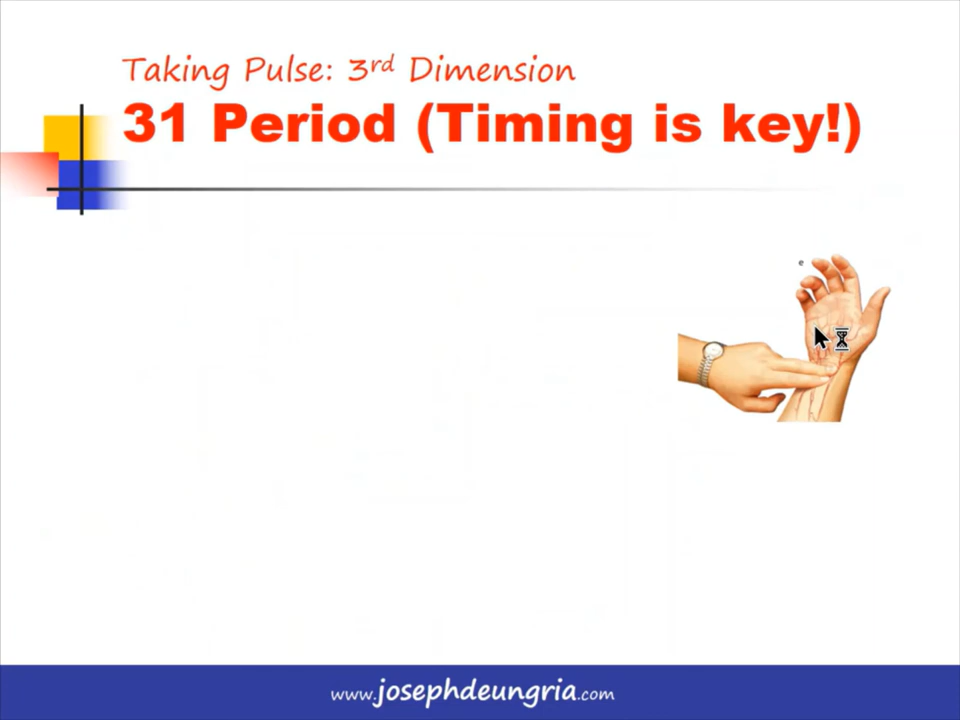 Taking Pulse: 3rd Dimension
31 Period (Timing is key!)
e
www.josephdeungria.com